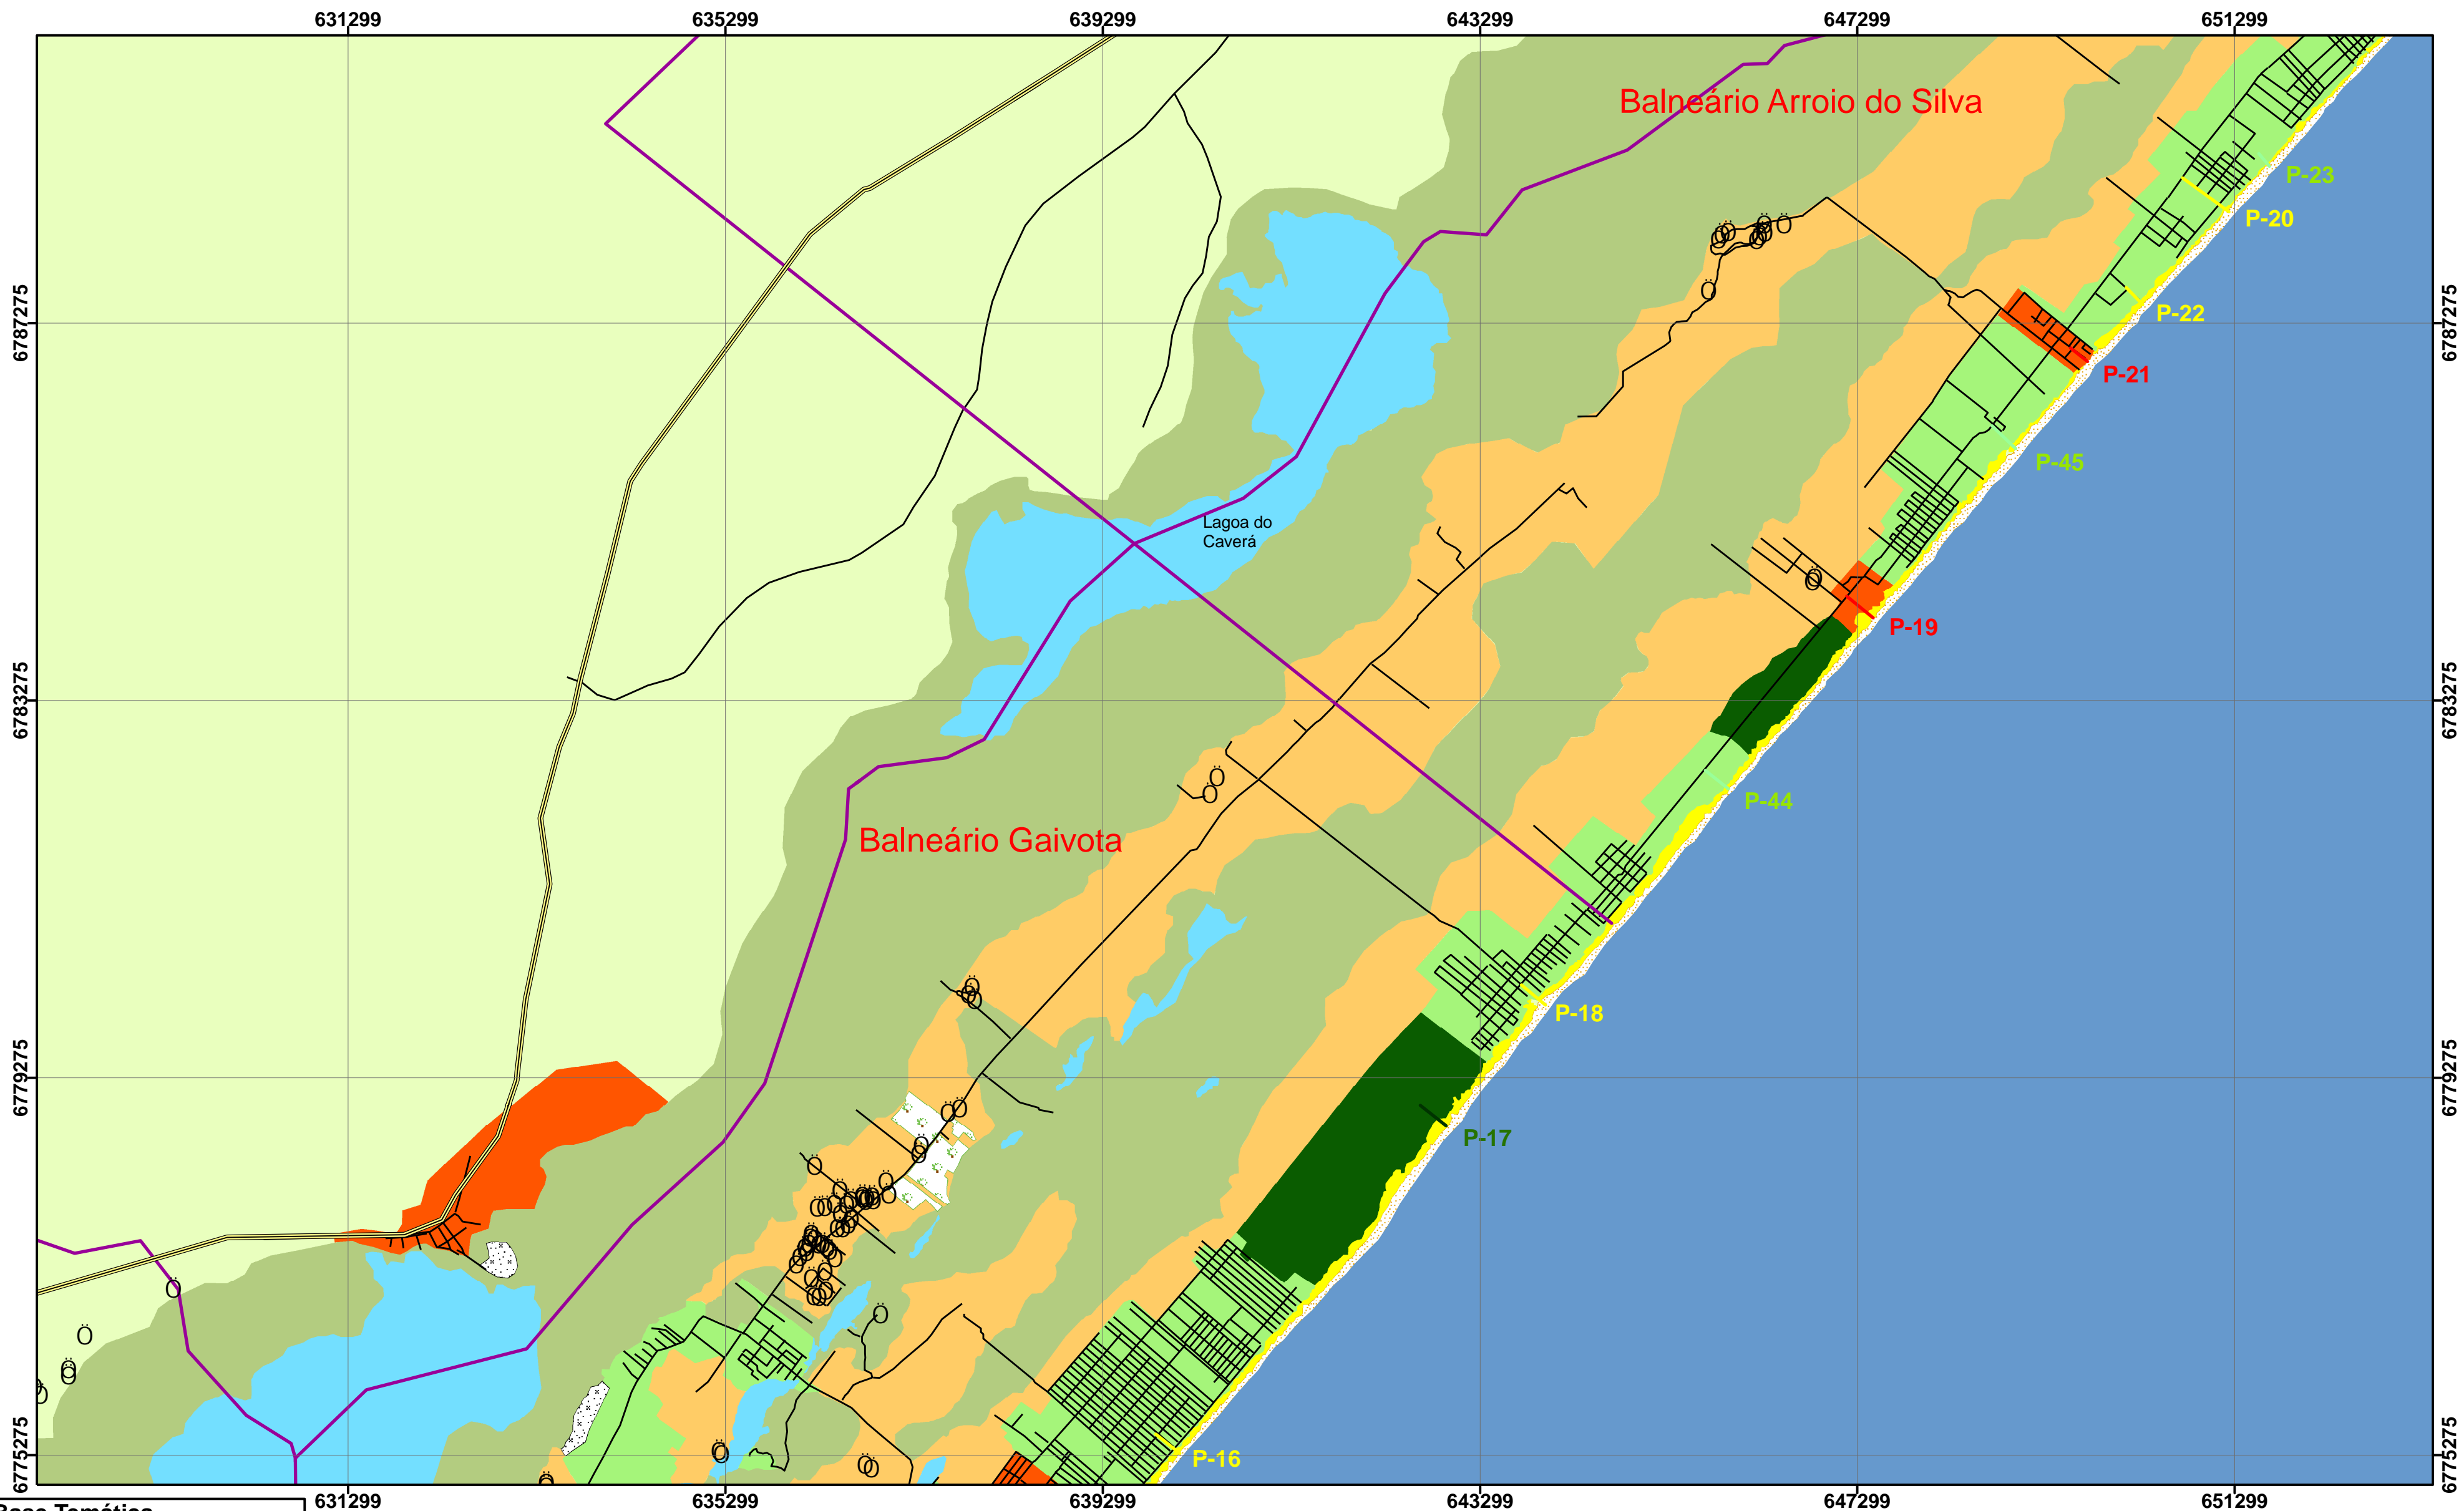 631299 635299 639299 643299 647299 651299
Balneário Arroio do Silva
P-23
P-20
6787275 6787275
P-22
P-21
P-45
Lagoa do
Caverá
P-19
6783275 6783275
P-44
Balneário Gaivota
P-18
6779275 6779275
P-17
6775275 6775275
P-16
631299 635299 639299 643299 647299 651299
Base Temática